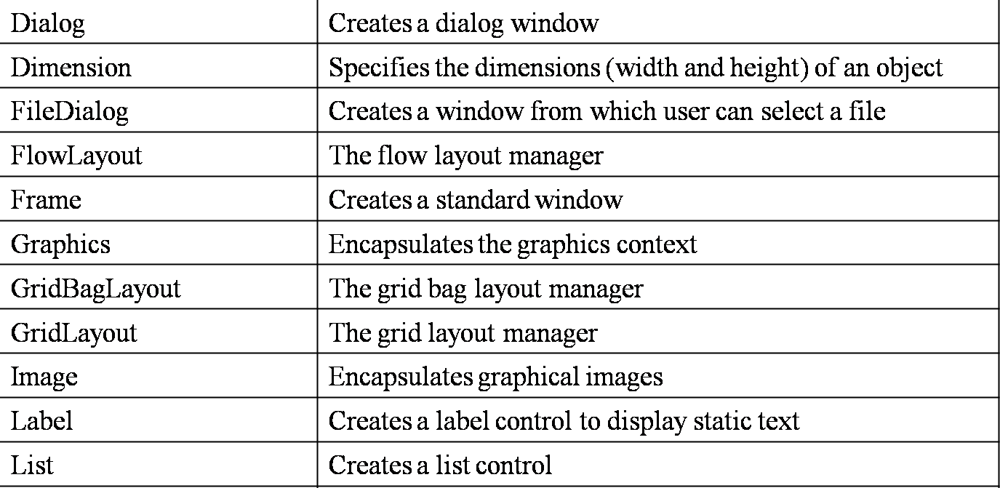 Dialog Creates a dialog window
Dimension Specifies the dimensions (width and height) of an object
FileDialog Creates a window from which user can select a file
FlowLayout The flow layout manager
Frame Creates a standard window
Graphics Encapsulates the graphics context
GridBagLayout The grid bag layout manager
GridLayout The grid layout manager
Image Encapsulates graphical images
Label Creates a label control to display static text
List Creates a list control